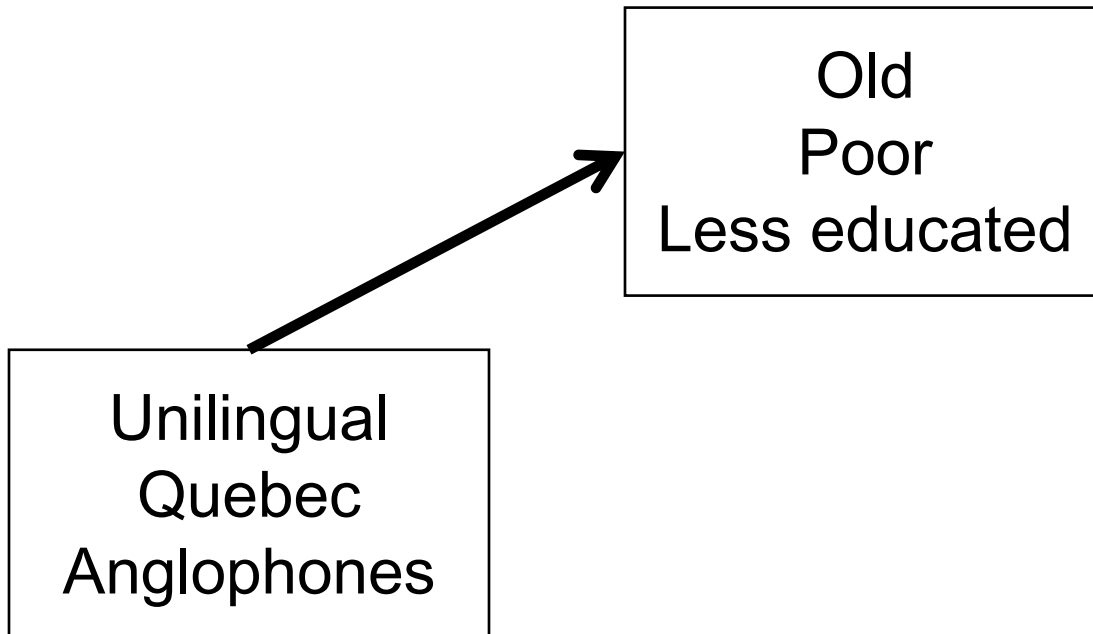 Old
Poor
Less educated
Unilingual
Quebec
Anglophones